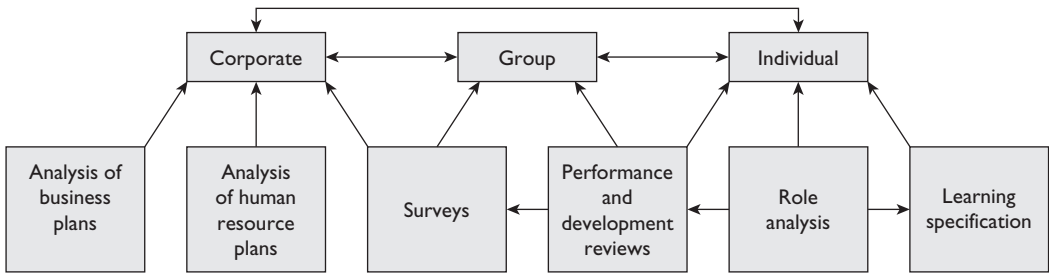 Corporate
Group
Individual
Analysis of
business
plans
Analysis
of human
resource
plans
Surveys
Performance
and
development
reviews
Role
analysis
Learning
specification